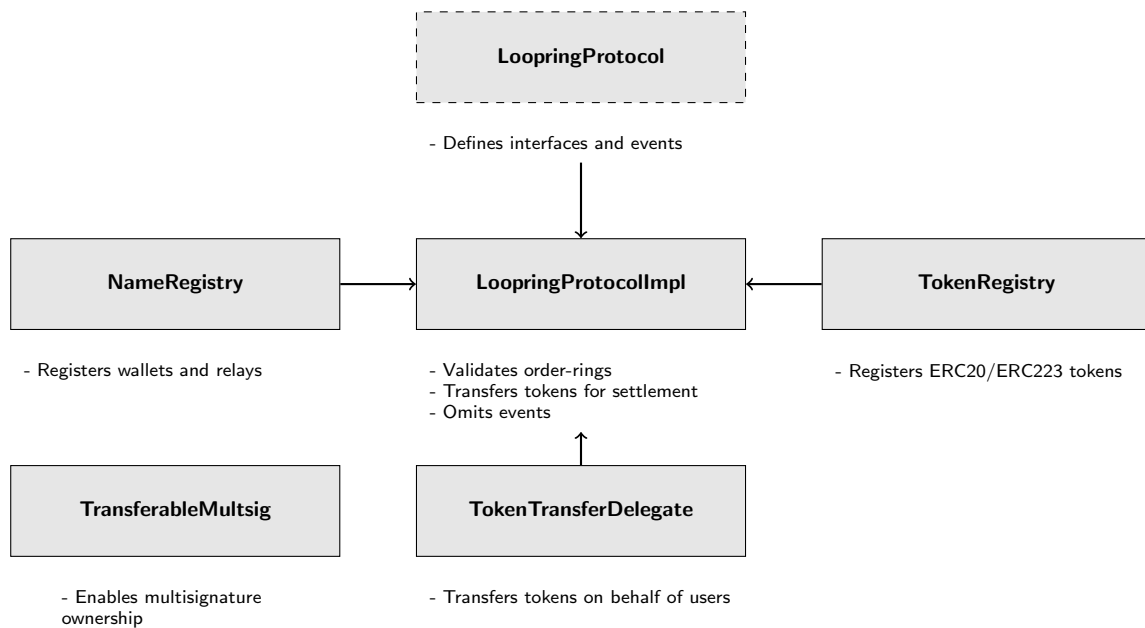 LoopringProtocol
- Defines interfaces and events
NameRegistry
LoopringProtocolImpl
TokenRegistry
- Registers wallets and relays
- Validates order-rings
- Transfers tokens for settlement
- Omits events
- Registers ERC20/ERC223 tokens
TransferableMultsig
TokenTransferDelegate
- Enables multisignature
ownership
- Transfers tokens on behalf of users